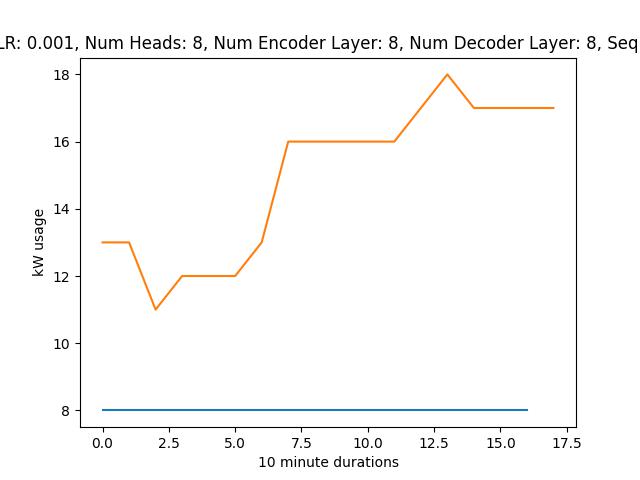 LR: 0.001, Num Heads: 8, Num Encoder Layer: 8, Num Decoder Layer: 8, Seq
18
16
14
12
10
8
kW usage
0.0 2.5 5.0 7.5 10.0 12.5 15.0 17.5
10 minute durations